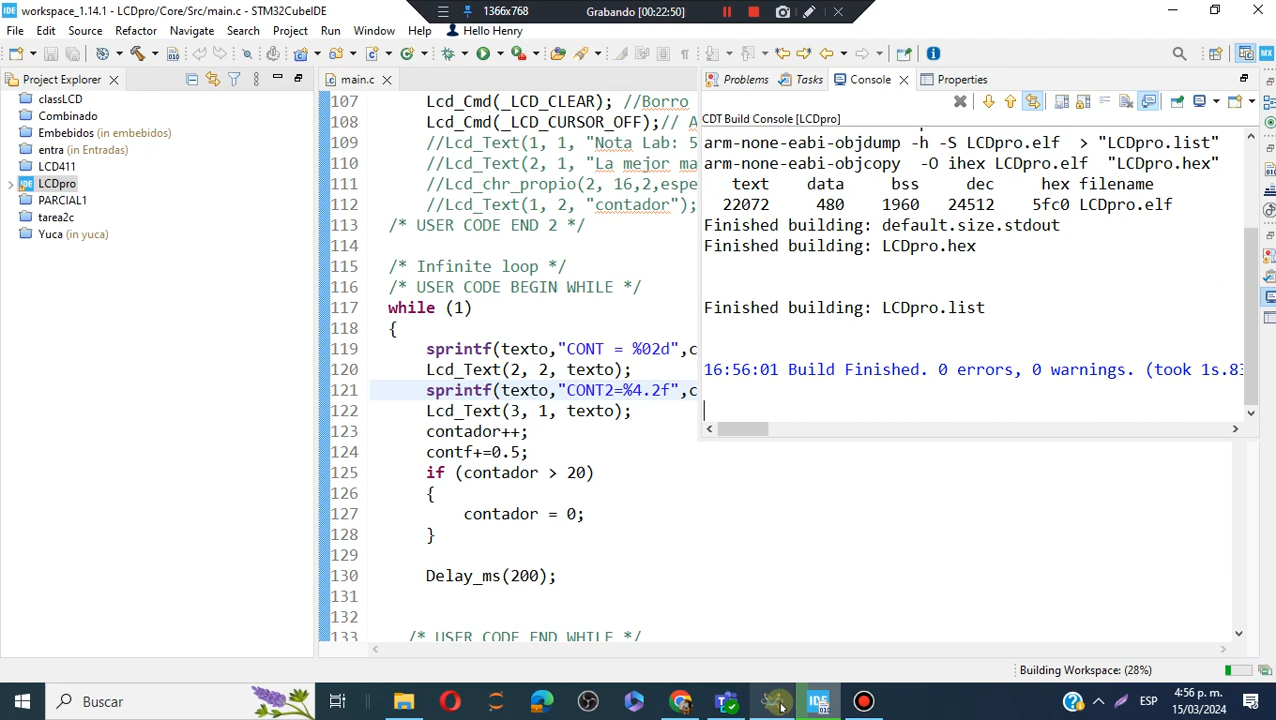 workspace_1.14.1 - LCDpro/Core/Src/main.c - STM32CubeIDE
1366x768
Grabando (00:22:50)
File Edit Source Refactor Navigate Search Project Run Window Help Hello Henry
Project Explorer
classLCD
Combinado
Embebidos (in embebidos)
entra (in Entradas)
LCD411
LCDpro
PARCIAL1
tarea2c
Yuca (in yuca)
main.c
107 Lcd_Cmd(_LCD_CLEAR); //Borro
108 Lcd_Cmd(_LCD_CURSOR_OFF);// A
109 //Lcd_Text(1, 1, "Nota Lab: 5
110 //Lcd_Text(2, 1, "La mejor ma
111 //Lcd_chr_propio(2, 16,2,espe
112 //Lcd_Text(1, 2, "contador");
113 /* USER CODE END 2 */
114
115 /* Infinite loop */
116 /* USER CODE BEGIN WHILE */
117 while (1)
118 {
119 sprintf(texto,"CONT = %02d",c
120 Lcd_Text(2, 2, texto);
121 sprintf(texto,"CONT2=%4.2f",c
122 Lcd_Text(3, 1, texto);
123 contador++;
124 contf+=0.5;
125 if (contador > 20)
126 {
127 contador = 0;
128 }
129
130 Delay_ms(200);
131
132
133 /* USER CODE END WHILE */
Problems Tasks Console Properties
CDT Build Console [LCDpro]
arm-none-eabi-objdump -h -S LCDpro.elf > "LCDpro.list"
arm-none-eabi-objcopy -O ihex LCDpro.elf "LCDpro.hex"
text data bss dec hex filename
22072 480 1960 24512 5fc0 LCDpro.elf
Finished building: default.size.stdout
Finished building: LCDpro.hex
Finished building: LCDpro.list
16:56:01 Build Finished. 0 errors, 0 warnings. (took 1s.83
Building Workspace: (28%)
Buscar
ESP
4:56 p. m.
15/03/2024